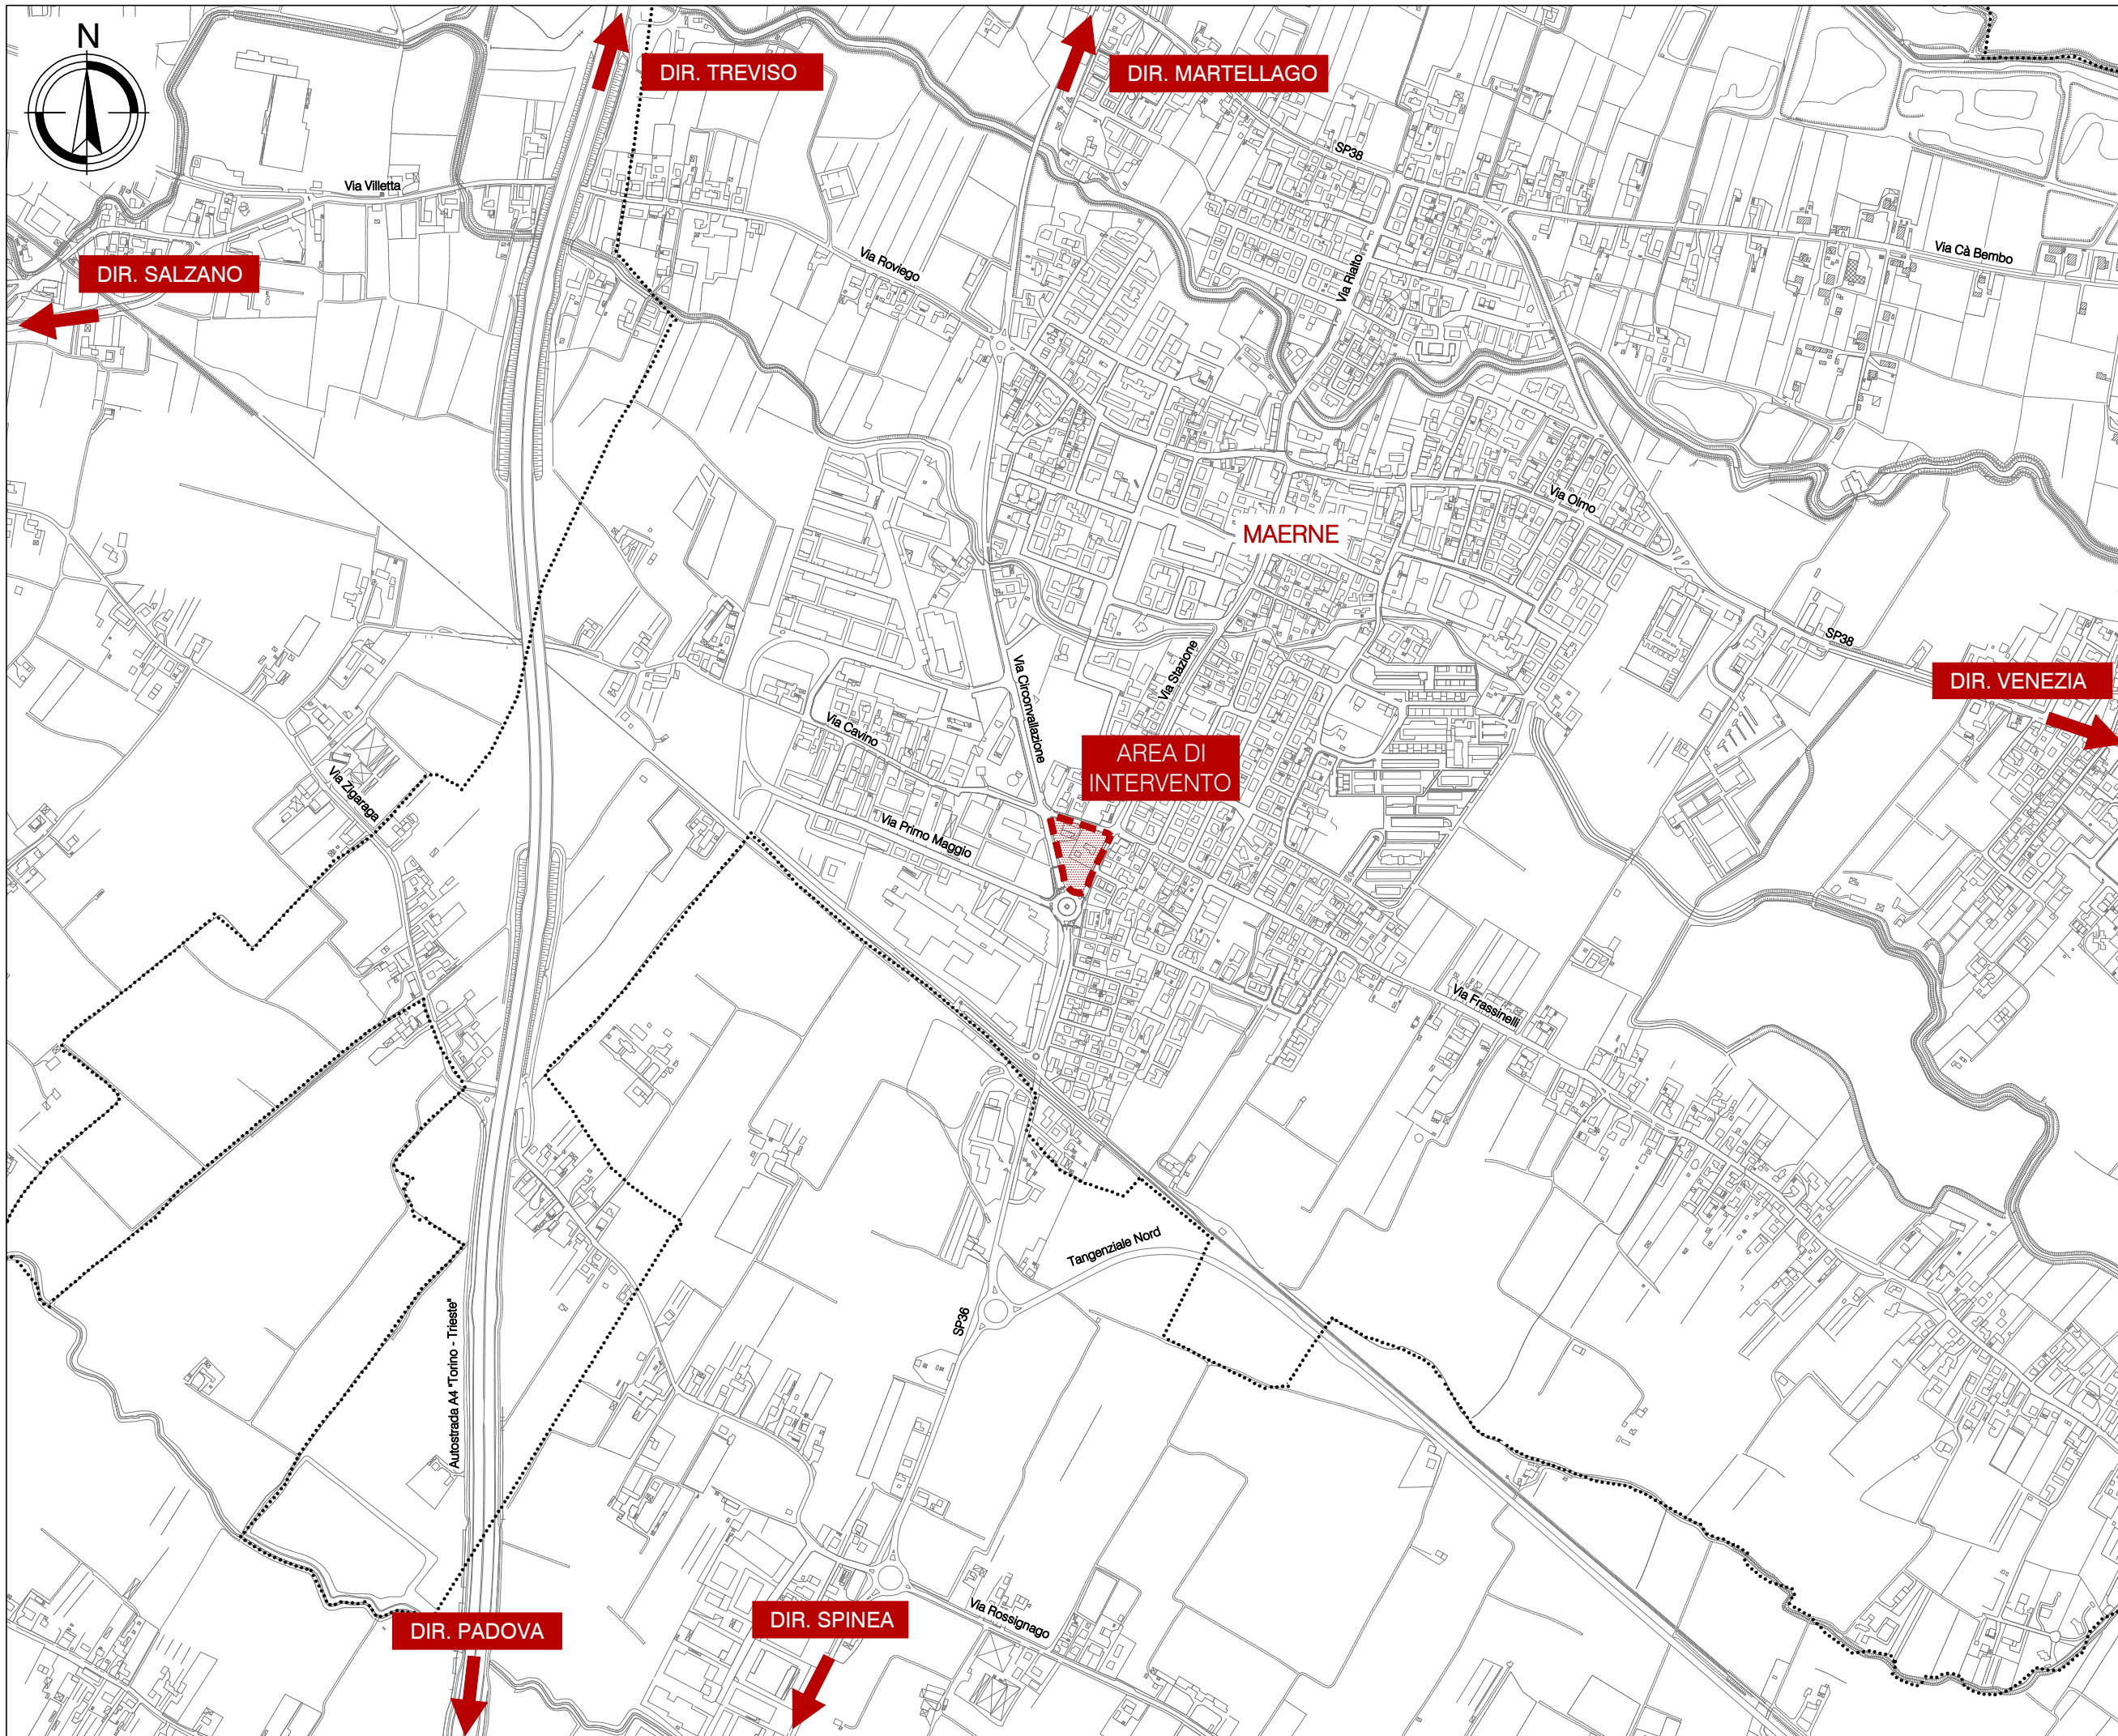 N
DIR. TREVISO
DIR. MARTELLAGO
SP38
Via Villetta
Via Roviego
Via Rialto
Via Cà Bembo
DIR. SALZANO
Via Olmo
MAERNE
SP38
Via Stazione
Via Circonvallazione
DIR. VENEZIA
Via Cavino
AREA DI
INTERVENTO
Via Zigaraga
Via Primo Maggio
Via Frassinelli
Tangenziale Nord
SP36
Autostrada A4 "Torino - Trieste"
Via Rossignago
DIR. PADOVA
DIR. SPINEA